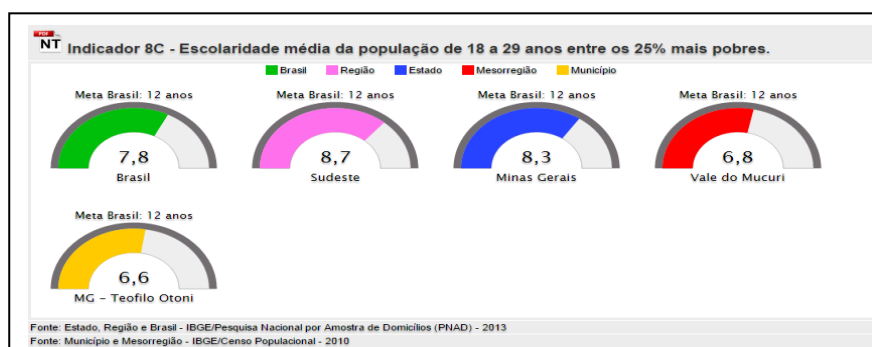 PDF
NT
Indicador 8C - Escolaridade média da população de 18 a 29 anos entre os 25% mais pobres.
Brasil Região Estado Mesorregião Município
Meta Brasil: 12 anos Meta Brasil: 12 anos Meta Brasil: 12 anos Meta Brasil: 12 anos
7,8 8,7 8,3 6,8
Brasil Sudeste Minas Gerais Vale do Mucuri
Meta Brasil: 12 anos
6,6
MG - Teofilo Otoni
Fonte: Estado, Região e Brasil - IBGE/Pesquisa Nacional por Amostra de Domicílios (PNAD) - 2013
Fonte: Município e Mesorregião - IBGE/Censo Populacional - 2010